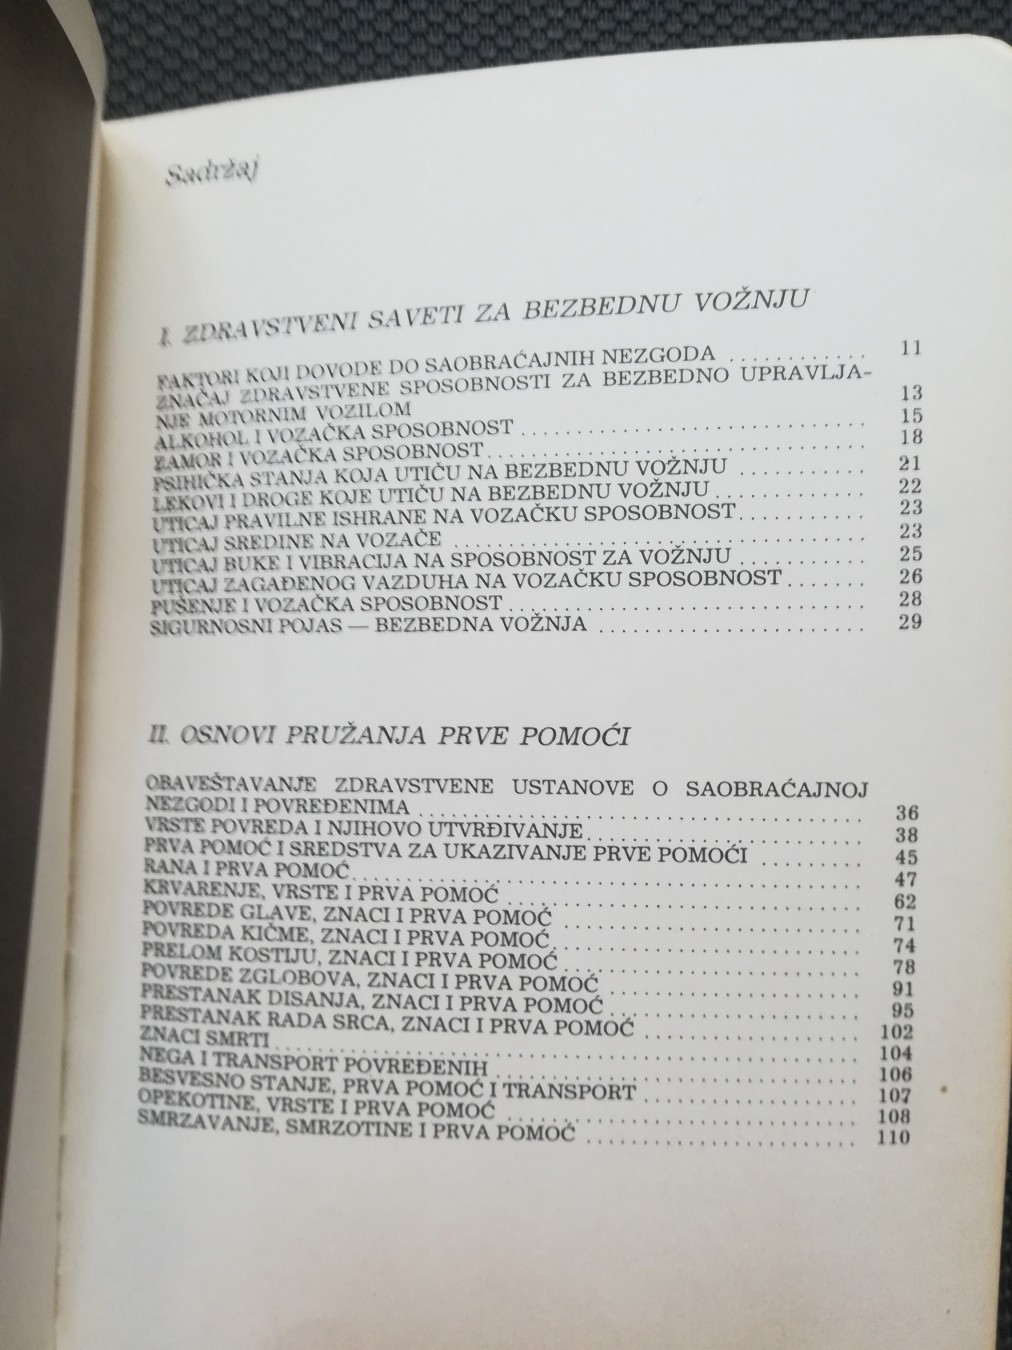 Sadržaj
I. ZDRAVSTVENI SAVETI ZA BEZBEDNU VOŽNJU
FAKTORI KOJI DOVODE DO SAOBRAĆAJNIH NEZGODA ............ 11
ZNAČAJ ZDRAVSTVENE SPOSOBNOSTI ZA BEZBEDNO UPRAVLJA-
NJE MOTORNIM VOZILOM 13
ALKOHOL I VOZAČKA SPOSOBNOST ............ 15
ZAMOR I VOZAČKA SPOSOBNOST ............ 18
PSIHIČKA STANJA KOJA UTIČU NA BEZBEDNU VOŽNJU ............ 21
LEKOVI I DROGE KOJE UTIČU NA BEZBEDNU VOŽNJU ............ 22
UTICAJ PRAVILNE ISHRANE NA VOZAČKU SPOSOBNOST ............ 23
UTICAJ SREDINE NA VOZAČE ............ 23
UTICAJ BUKE I VIBRACIJA NA SPOSOBNOST ZA VOŽNJU ............ 25
UTICAJ ZAGAĐENOG VAZDUHA NA VOZAČKU SPOSOBNOST ....... 26
PUŠENJE I VOZAČKA SPOSOBNOST ............ 28
SIGURNOSNI POJAS — BEZBEDNA VOŽNJA ............ 29
II. OSNOVI PRUŽANJA PRVE POMOĆI
OBAVEŠTAVANJE ZDRAVSTVENE USTANOVE O SAOBRAĆAJNOJ
NEZGODI I POVREĐENIMA ............ 36
VRSTE POVREDA I NJIHOVO UTVRĐIVANJE ............ 38
PRVA POMOĆ I SREDSTVA ZA UKAZIVANJE PRVE POMOĆI ......... 45
RANA I PRVA POMOĆ ............ 47
KRVARENJE, VRSTE I PRVA POMOĆ ............ 62
POVREDE GLAVE, ZNACI I PRVA POMOĆ ............ 71
POVREDA KIČME, ZNACI I PRVA POMOĆ ............ 74
PRELOM KOSTIJU, ZNACI I PRVA POMOĆ ............ 78
POVREDE ZGLOBOVA, ZNACI I PRVA POMOĆ ............ 91
PRESTANAK DISANJA, ZNACI I PRVA POMOĆ ............ 95
PRESTANAK RADA SRCA, ZNACI I PRVA POMOĆ ............ 102
ZNACI SMRTI ............ 104
NEGA I TRANSPORT POVREĐENIH ............ 106
BESVESNO STANJE, PRVA POMOĆ I TRANSPORT ............ 107
OPEKOTINE, VRSTE I PRVA POMOĆ ............ 108
SMRZAVANJE, SMRZOTINE I PRVA POMOĆ ............ 110